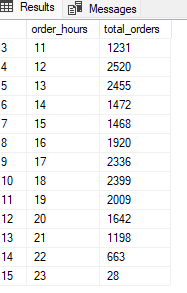 Results Messages
order_hours total_orders
3 11 1231
4 12 2520
5 13 2455
6 14 1472
7 15 1468
8 16 1920
9 17 2336
10 18 2399
11 19 2009
12 20 1642
13 21 1198
14 22 663
15 23 28